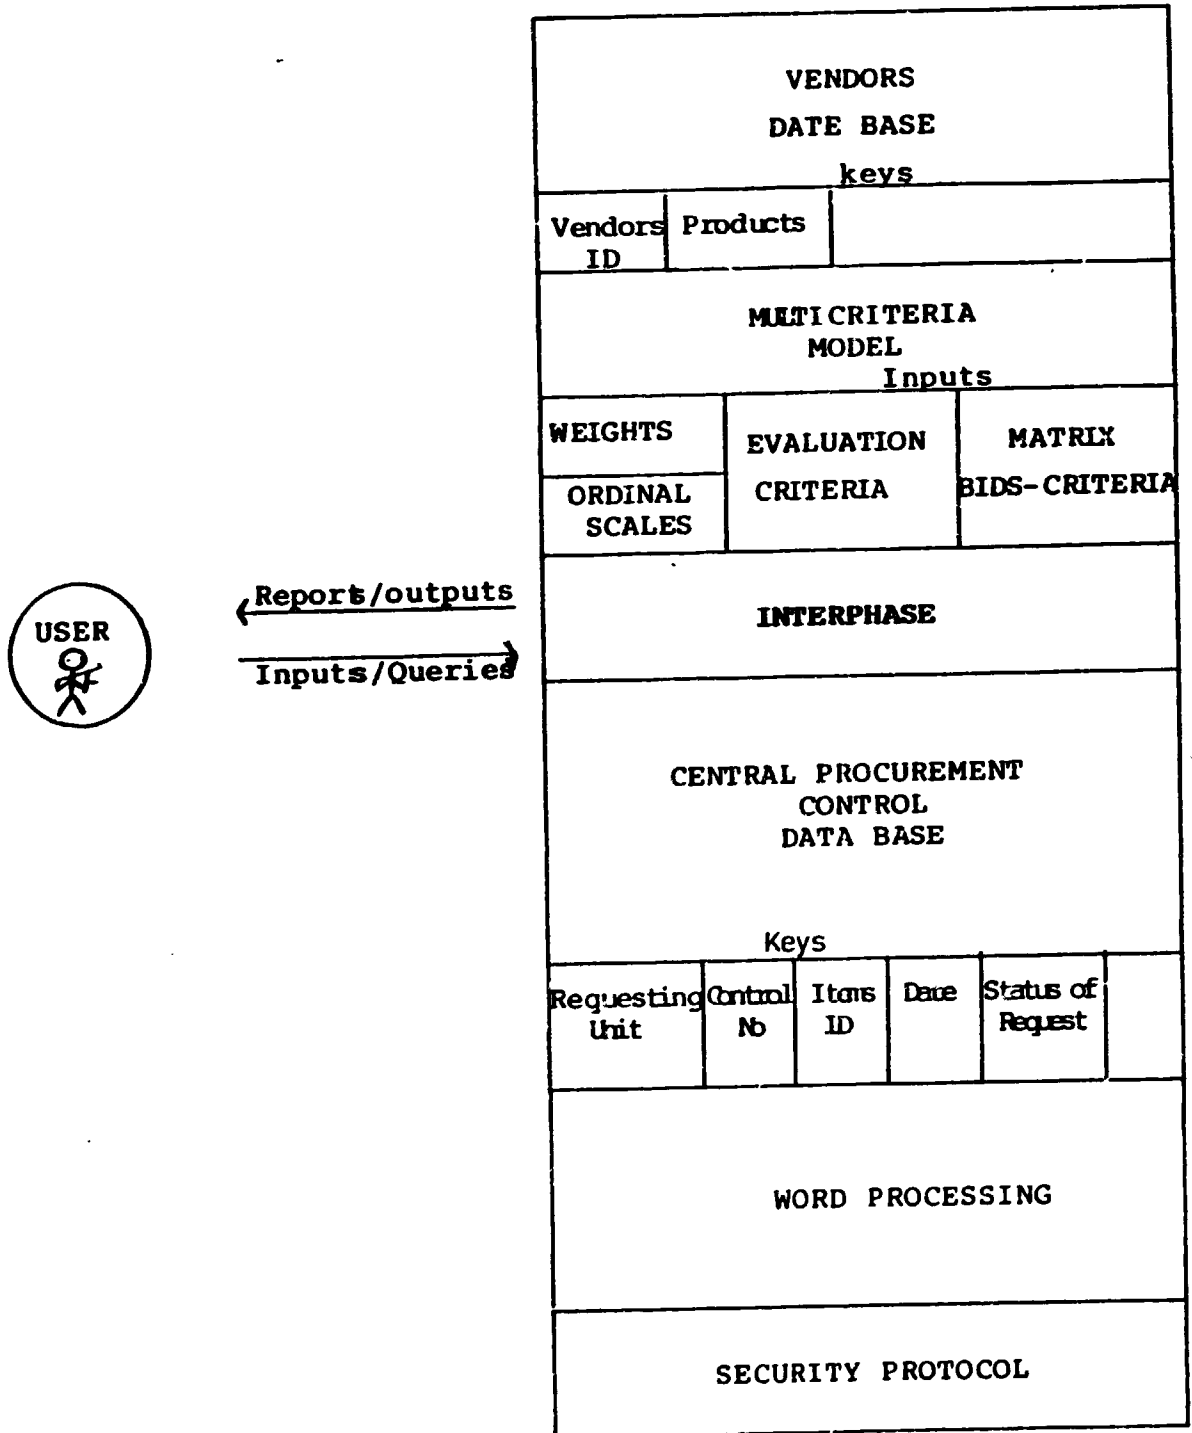 VENDORS
DATE BASE
keys
Vendors
ID
Products
MULTICRITERIA
MODEL
Inputs
WEIGHTS
ORDINAL
SCALES
EVALUATION
CRITERIA
MATRIX
BIDS-CRITERIA
Reports/outputs
Inputs/Queries
USER
INTERPHASE
CENTRAL PROCUREMENT
CONTROL
DATA BASE
Keys
Requesting
Unit
Control
No
Items
ID
Date
Status of
Request
WORD PROCESSING
SECURITY PROTOCOL